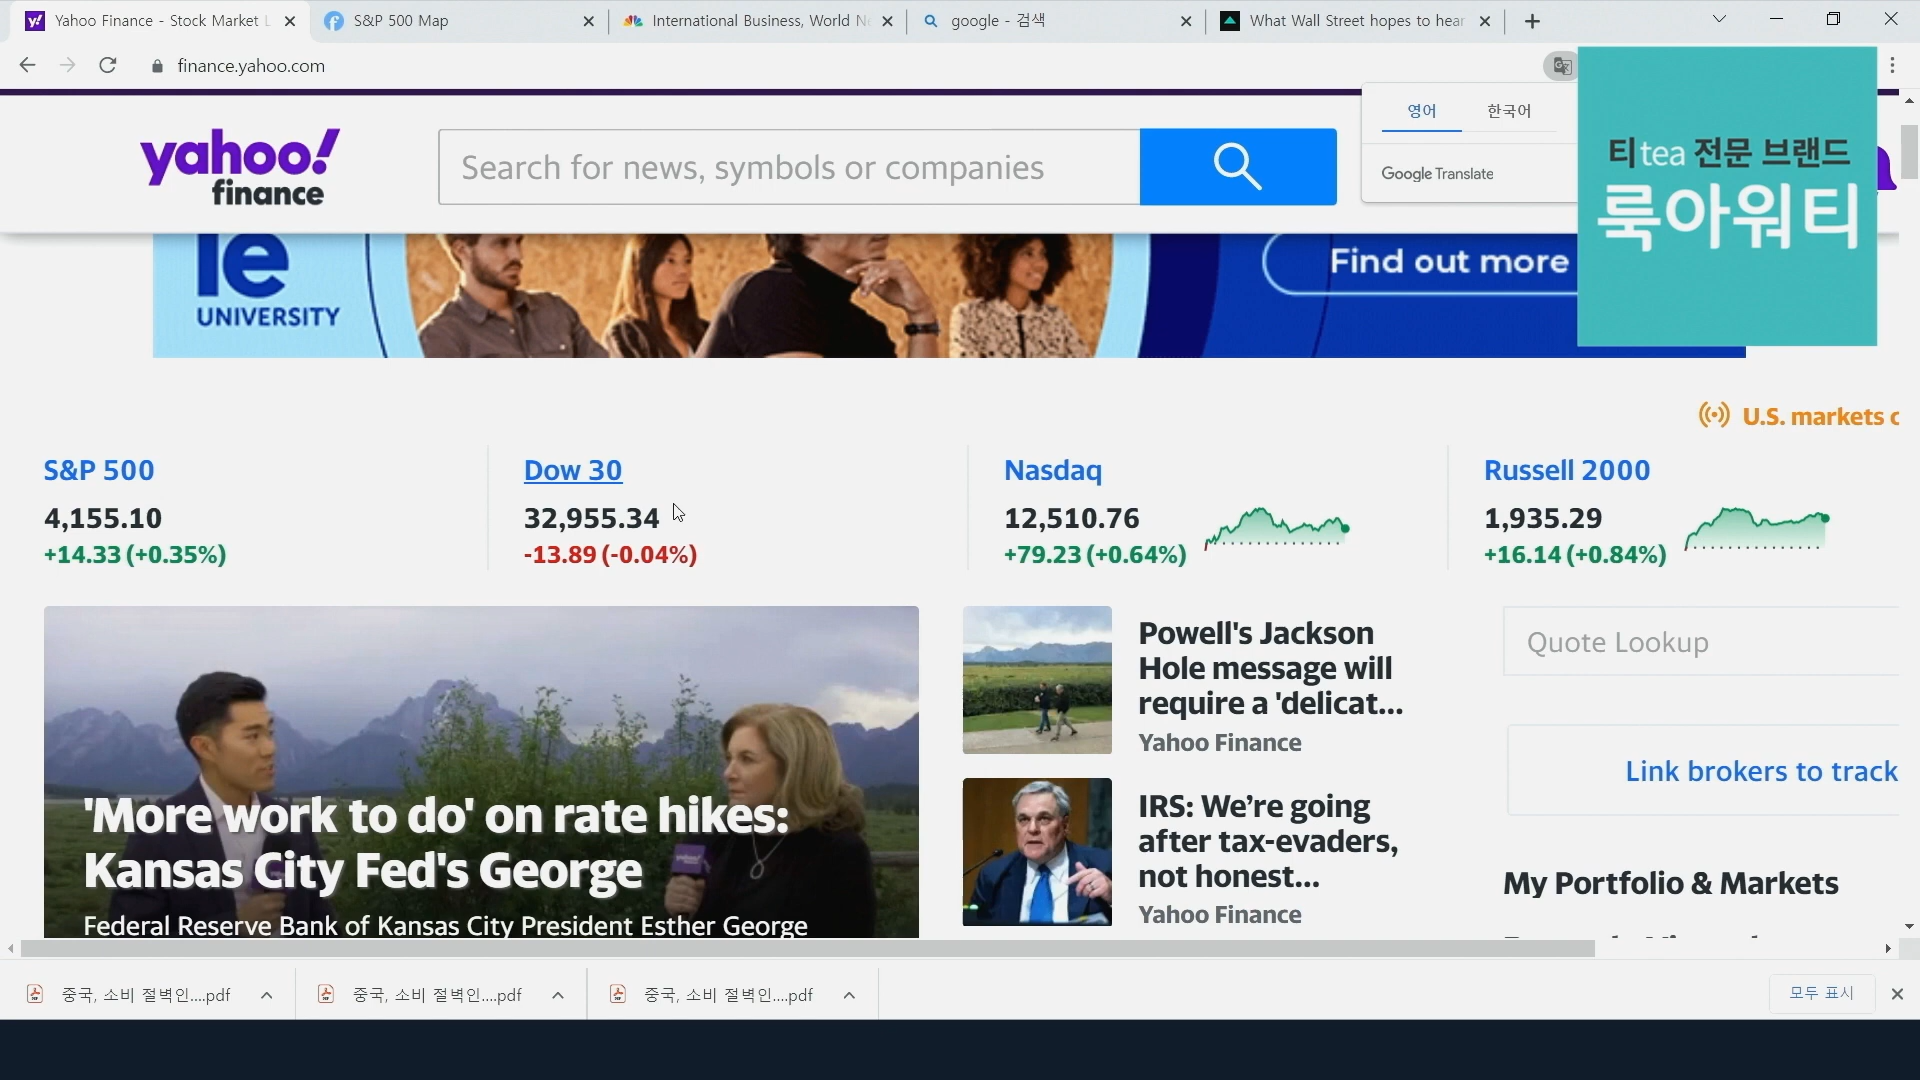 Yahoo Finance - Stock Market L
S&P 500 Map
International Business, World Ne
google - 검색
What Wall Street hopes to hear
finance.yahoo.com
영어 한국어
Google Translate
티tea 전문 브랜드
룩아워티
yahoo!
finance
Search for news, symbols or companies
ie
UNIVERSITY
Find out more
U.S. markets c
S&P 500
4,155.10
+14.33 (+0.35%)
Dow 30
32,955.34
-13.89 (-0.04%)
Nasdaq
12,510.76
+79.23 (+0.64%)
Russell 2000
1,935.29
+16.14 (+0.84%)
'More work to do' on rate hikes:
Kansas City Fed's George
Federal Reserve Bank of Kansas City President Esther George
yahoo!
Powell's Jackson
Hole message will
require a 'delicat...
Yahoo Finance
IRS: We're going
after tax-evaders,
not honest...
Yahoo Finance
Quote Lookup
Link brokers to track
My Portfolio & Markets
중국, 소비 절벽인....pdf
중국, 소비 절벽인....pdf
중국, 소비 절벽인....pdf
모두 표시